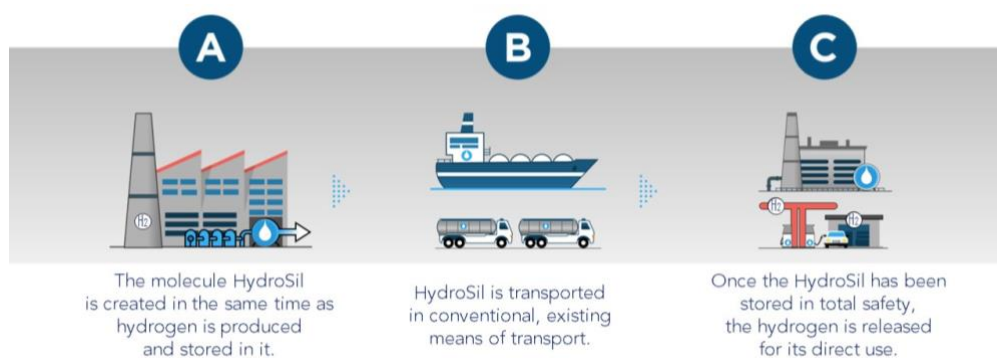 A
B
C
H2
H2
H2
The molecule HydroSil
is created in the same time as
hydrogen is produced
and stored in it.
HydroSil is transported
in conventional, existing
means of transport.
Once the HydroSil has been
stored in total safety,
the hydrogen is released
for its direct use.